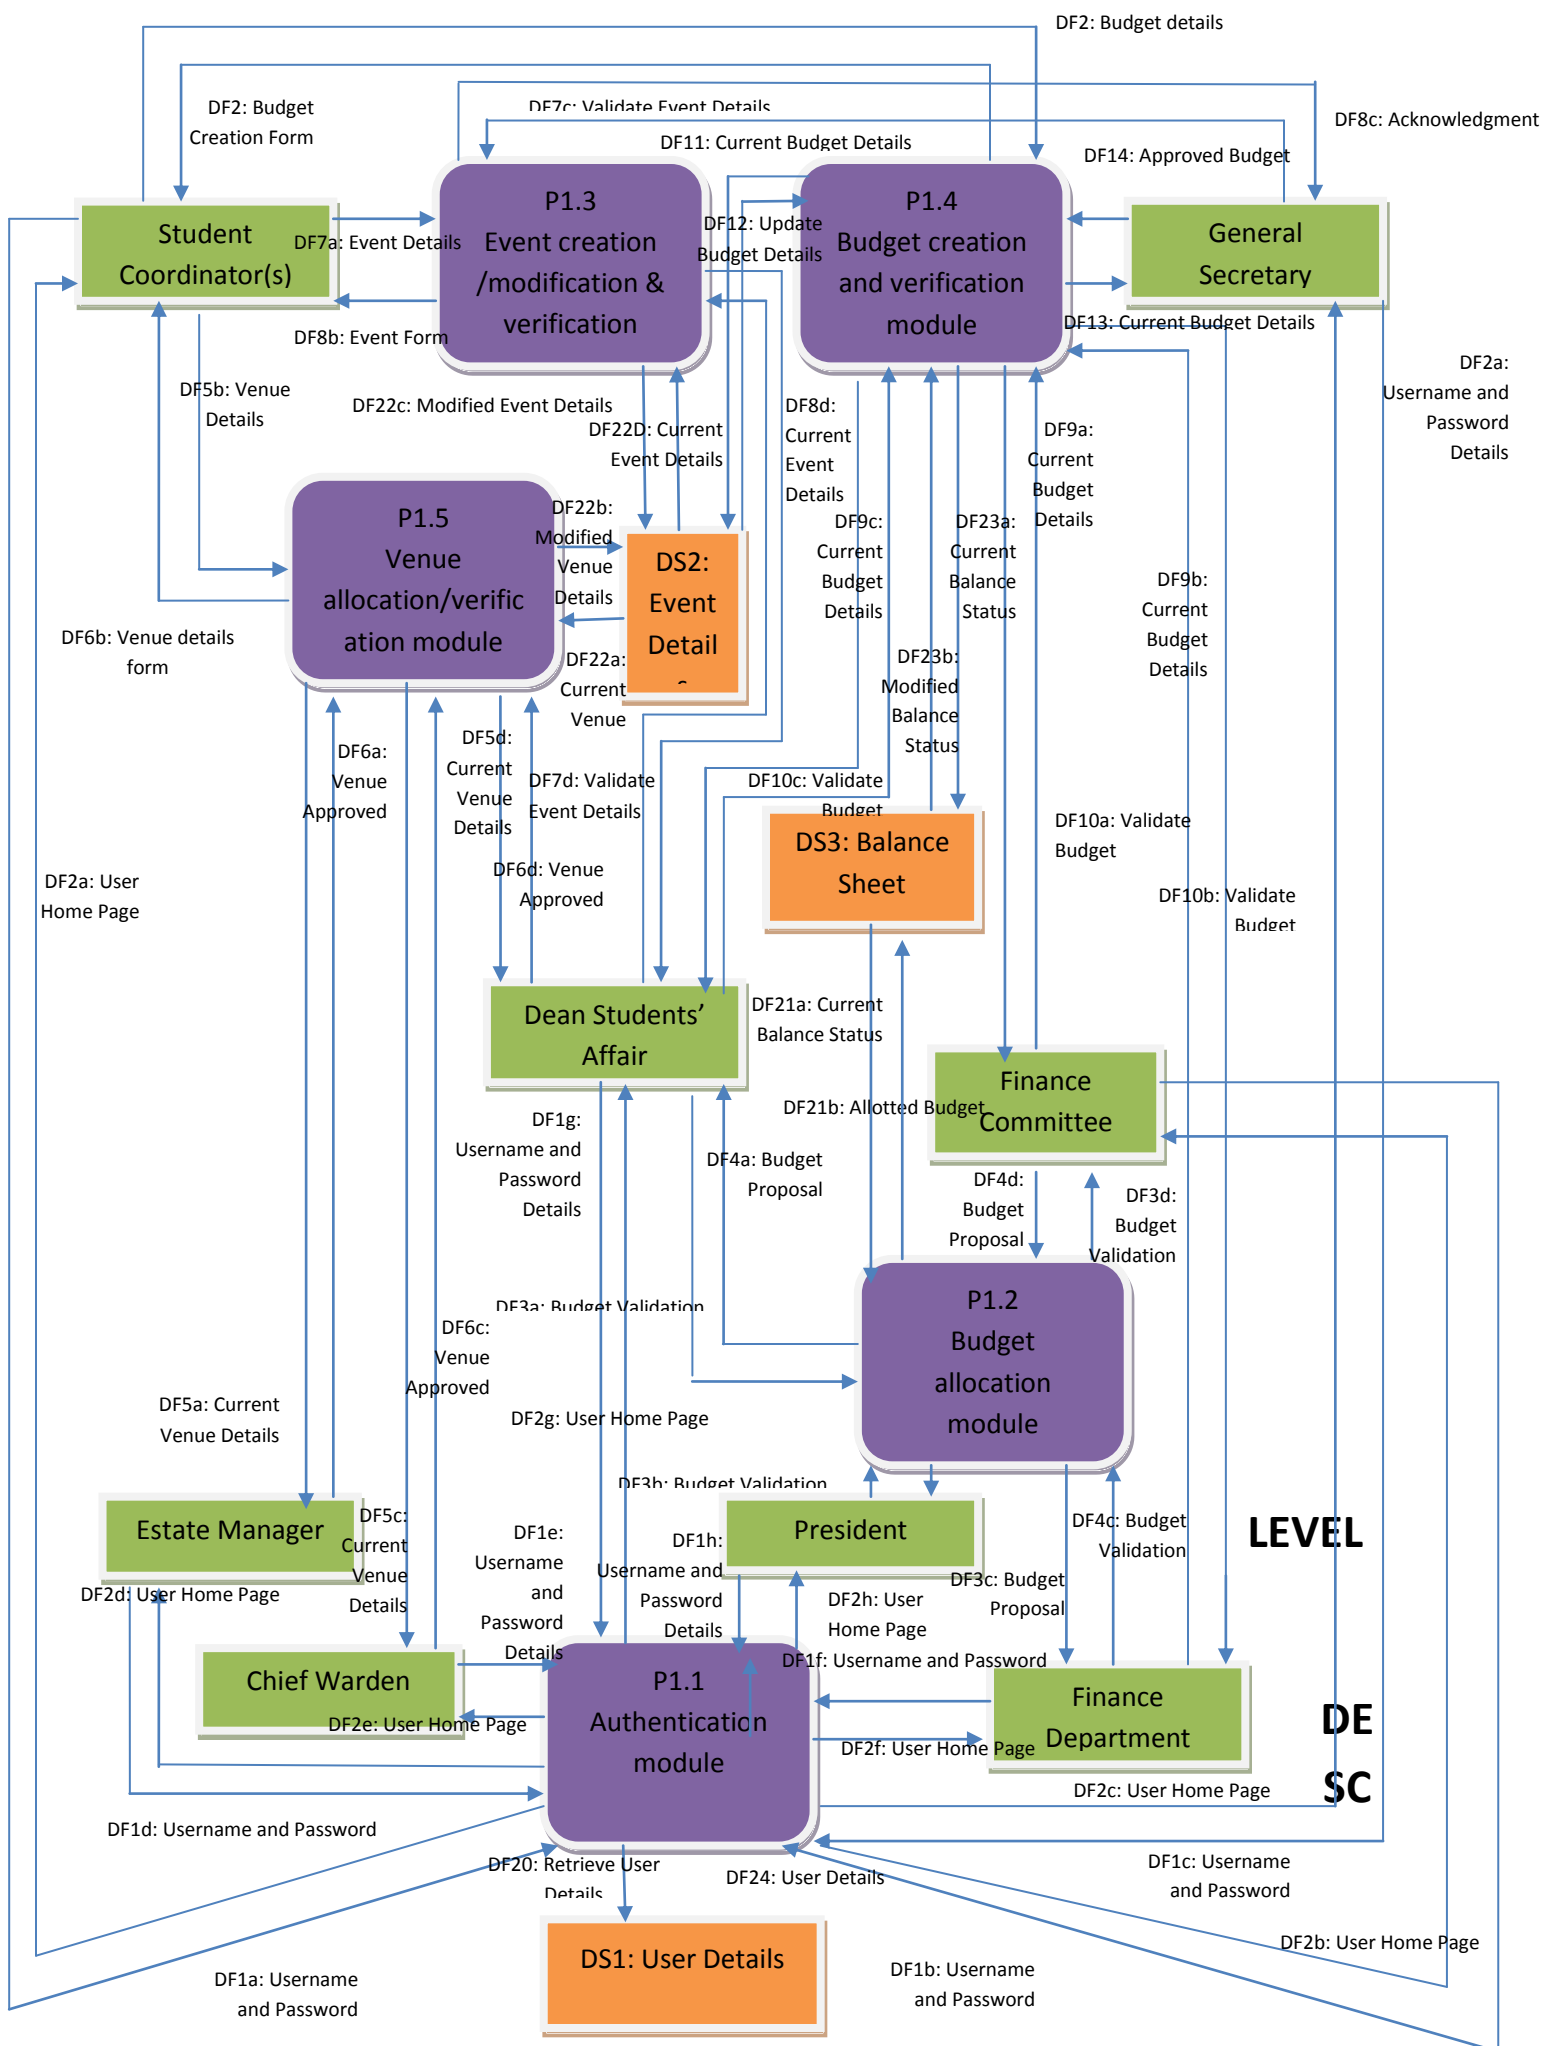 DF2: Budget details
DF2: Budget
Creation Form
DF7c: Validate Event Details
DF8c: Acknowledgment
DF11: Current Budget Details
DF14: Approved Budget
P1.3
Event creation
/modification &
verification
P1.4
Budget creation
and verification
module
Student
Coordinator(s)
General
Secretary
DF7a: Event Details
DF12: Update
Budget Details
DF8b: Event Form
DF13: Current Budget Details
DF5b: Venue
Details
DF22c: Modified Event Details
DF22D: Current
Event Details
DF8d:
Current
Event
Details
DF9a:
Current
Budget
Details
DF2a:
Username and
Password
Details
P1.5
Venue
allocation/verific
ation module
DF22b:
Modified
Venue
Details
DS2:
Event
Detail
DF9c:
Current
Budget
Details
DF23a:
Current
Balance
Status
DF9b:
Current
Budget
Details
DF6b: Venue details
form
DF22a:
Current
Venue
DF23b:
Modified
Balance
Status
DF6a:
Venue
Approved
DF5d:
Current
Venue
Details
DF7d: Validate
Event Details
DF10c: Validate
Budget
DS3: Balance
Sheet
DF10a: Validate
Budget
DF6d: Venue
Approved
DF2a: User
Home Page
DF10b: Validate
Budget
Dean Students’
Affair
DF21a: Current
Balance Status
Finance
Committee
DF21b: Allotted Budget
DF1g:
Username and
Password
Details
DF4a: Budget
Proposal
DF4d:
Budget
Proposal
DF3d:
Budget
Validation
P1.2
Budget
allocation
module
DF3a: Budget Validation
DF6c:
Venue
Approved
DF5a: Current
Venue Details
DF2g: User Home Page
DF3b: Budget Validation
Estate Manager
President
DF5c:
Current
Venue
Details
DF1e:
Username
and
Password
Details
DF1h:
Username and
Password
Details
DF4c: Budget
Validation
LEVEL
DF2d: User Home Page
DF3c: Budget
Proposal
DF2h: User
Home Page
Chief Warden
DF1f: Username and Password
P1.1
Authentication
module
Finance
Department
DF2e: User Home Page
DF2f: User Home Page
DE
SC
DF2c: User Home Page
DF1d: Username and Password
DF20: Retrieve User
Details
DF24: User Details
DF1c: Username
and Password
DS1: User Details
DF2b: User Home Page
DF1a: Username
and Password
DF1b: Username
and Password